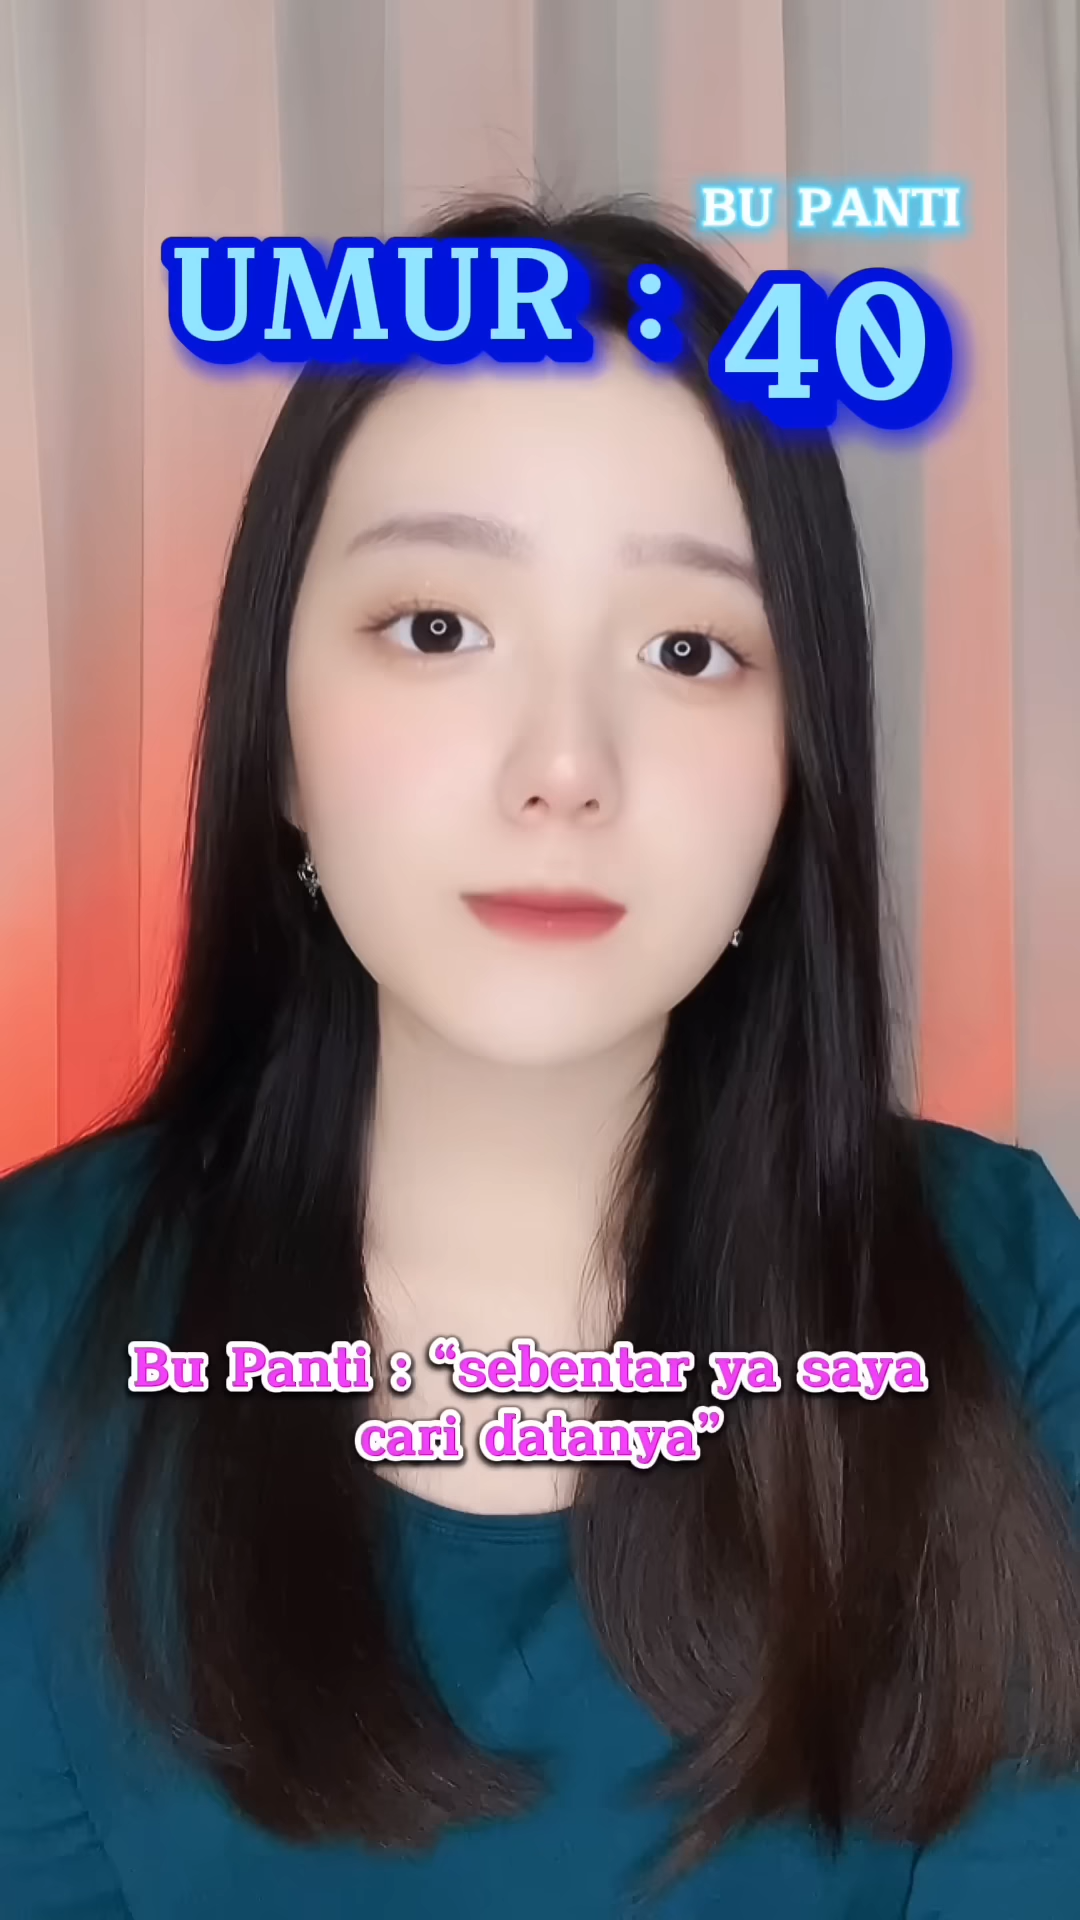 BU PANTI
UMUR : 40
Bu Panti : “sebentar ya saya
cari datanya”